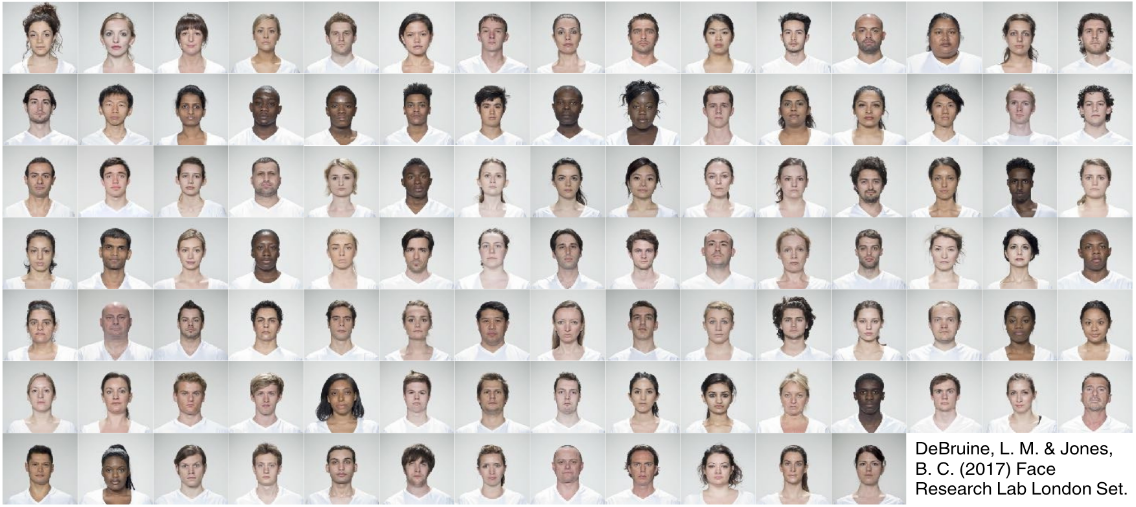 DeBruine, L. M. & Jones,
B. C. (2017) Face
Research Lab London Set.